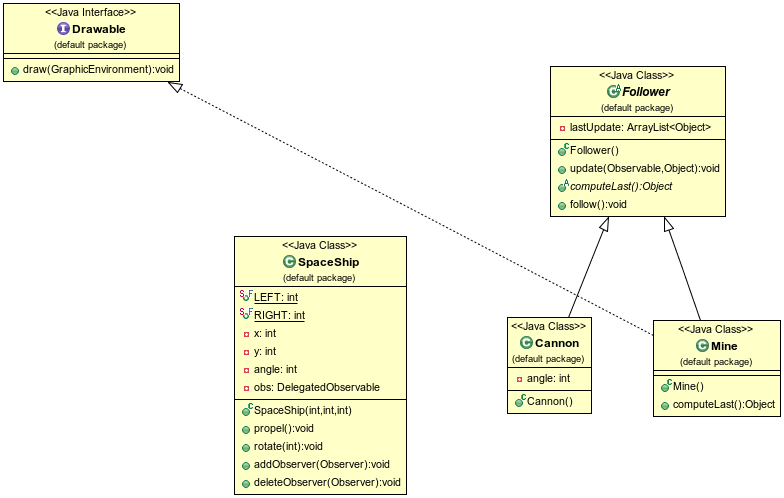 <<Java Interface>>
Drawable
(default package)
draw(GraphicEnvironment):void
<<Java Class>>
Follower
(default package)
lastUpdate: ArrayList<Object>
Follower()
update(Observable,Object):void
computeLast():Object
follow():void
<<Java Class>>
SpaceShip
(default package)
LEFT: int
RIGHT: int
x: int
y: int
angle: int
obs: DelegatedObservable
SpaceShip(int,int,int)
propel():void
rotate(int):void
addObserver(Observer):void
deleteObserver(Observer):void
<<Java Class>>
Cannon
(default package)
angle: int
Cannon()
<<Java Class>>
Mine
(default package)
Mine()
computeLast():Object